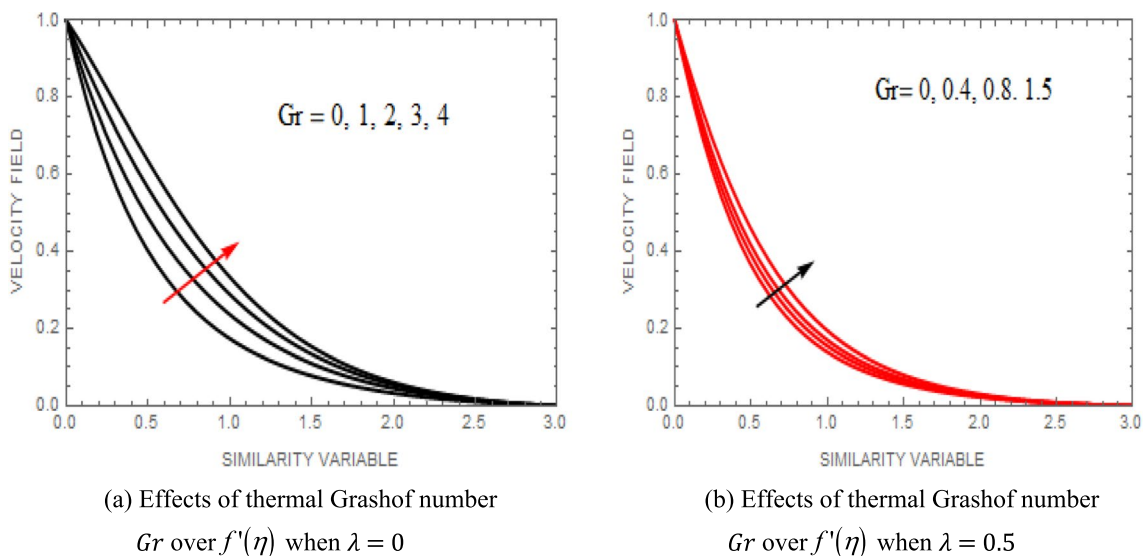 1.0
0.8
0.6
0.4
0.2
0.0
VELOCITY FIELD
Gr = 0, 1, 2, 3, 4
0.0 0.5 1.0 1.5 2.0 2.5 3.0
SIMILARITY VARIABLE
(a) Effects of thermal Grashof number
Gr over f'(η) when λ = 0
1.0
0.8
0.6
0.4
0.2
0.0
VELOCITY FIELD
Gr= 0, 0.4, 0.8. 1.5
0.0 0.5 1.0 1.5 2.0 2.5 3.0
SIMILARITY VARIABLE
(b) Effects of thermal Grashof number
Gr over f'(η) when λ = 0.5